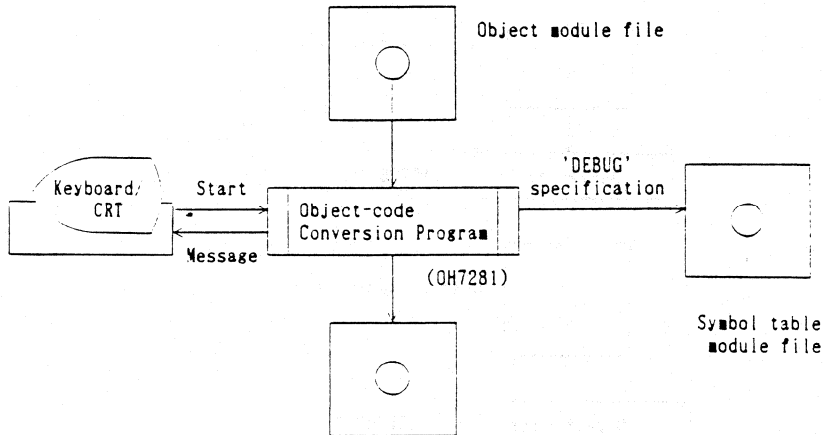 Object module file
'DEBUG'
specification
Keyboard/
CRT
Start
Object-code
Conversion Program
Message
(OH7281)
Symbol table
module file